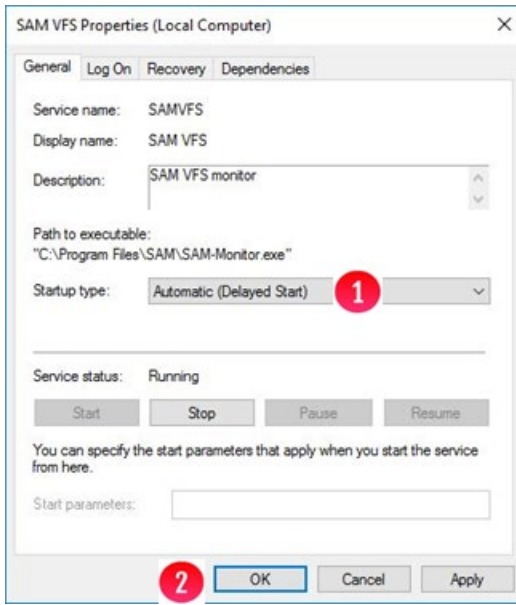 SAM VFS Properties (Local Computer)
General Log On Recovery Dependencies
Service name: SAMVFS
Display name: SAM VFS
Description: SAM VFS monitor
Path to executable:
"C:\Program Files\SAM\SAM-Monitor.exe"
Startup type: Automatic (Delayed Start) 1
Service status: Running
Start Stop Pause Resume
You can specify the start parameters that apply when you start the service
from here.
Start parameters:
2 OK Cancel Apply